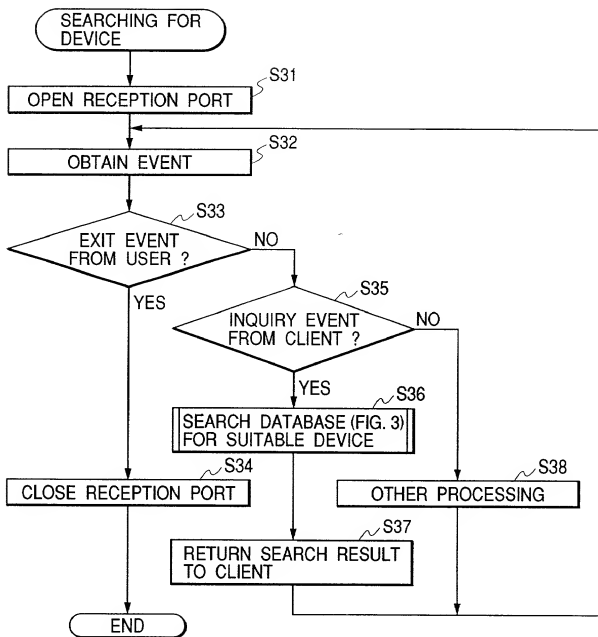 SEARCHING FOR
DEVICE
S31
OPEN RECEPTION PORT
S32
OBTAIN EVENT
S33
EXIT EVENT
FROM USER ?
NO
YES
S35
INQUIRY EVENT
FROM CLIENT ?
NO
YES
S36
SEARCH DATABASE (FIG. 3)
FOR SUITABLE DEVICE
S34
CLOSE RECEPTION PORT
S38
OTHER PROCESSING
S37
RETURN SEARCH RESULT
TO CLIENT
END